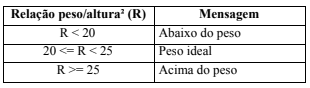 Relação peso/altura² (R) Mensagem
R < 20 Abaixo do peso
20 <= R < 25 Peso ideal
R >= 25 Acima do peso